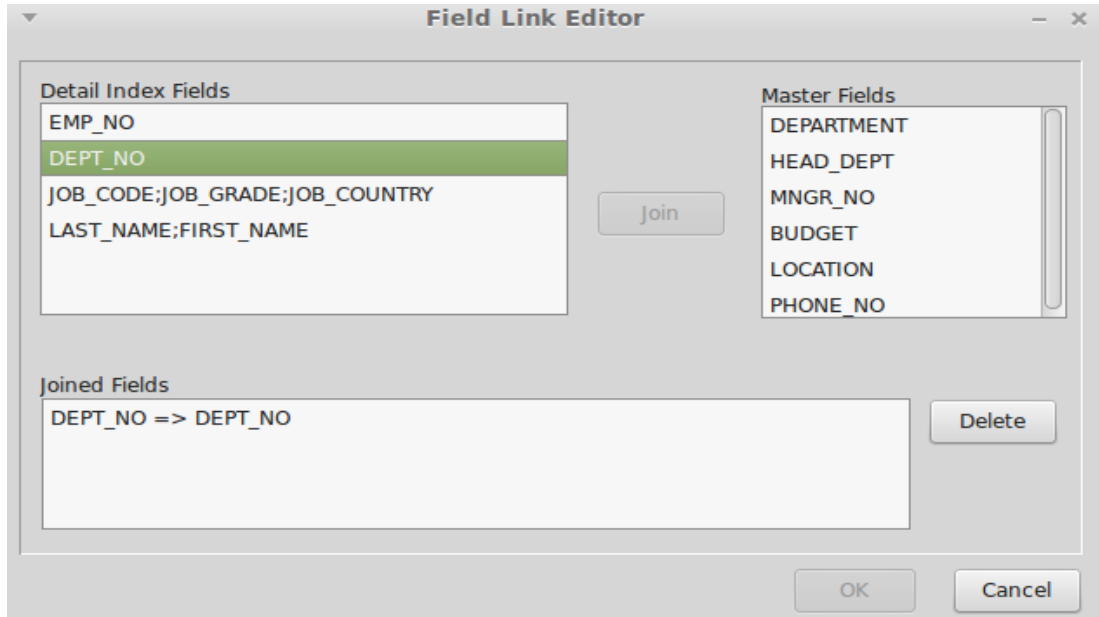 Field Link Editor
Detail Index Fields
EMP_NO
DEPT_NO
JOB_CODE;JOB_GRADE;JOB_COUNTRY
LAST_NAME;FIRST_NAME
Join
Master Fields
DEPARTMENT
HEAD_DEPT
MNGR_NO
BUDGET
LOCATION
PHONE_NO
Joined Fields
DEPT_NO => DEPT_NO
Delete
OK
Cancel